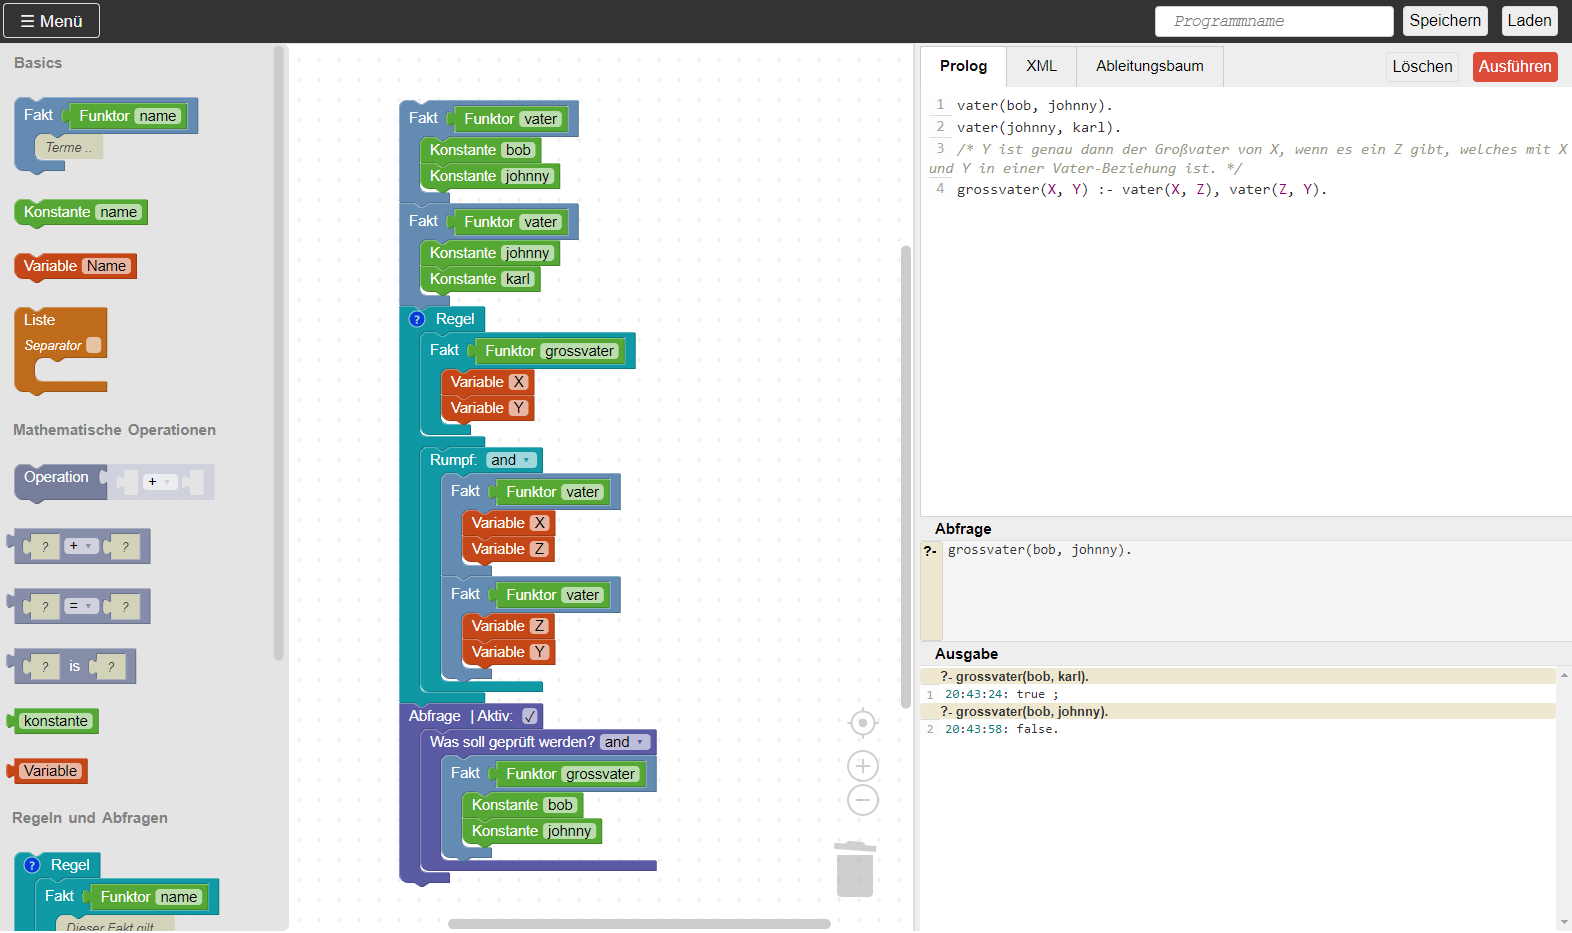 ☰ Menü
Programmname
Speichern
Laden
Basics
Fakt Funktor name
Terme ..
Konstante name
Variable Name
Liste
Separator
Mathematische Operationen
Operation +
? + ?
? = ?
? is ?
konstante
Variable
Regeln und Abfragen
? Regel
Fakt Funktor name
Dieser Fakt gilt
Fakt Funktor vater
Konstante bob
Konstante johnny
Fakt Funktor vater
Konstante johnny
Konstante karl
? Regel
Fakt Funktor grossvater
Variable X
Variable Y
Rumpf: and
Fakt Funktor vater
Variable X
Variable Z
Fakt Funktor vater
Variable Z
Variable Y
Abfrage | Aktiv: ✓
Was soll geprüft werden? and
Fakt Funktor grossvater
Konstante bob
Konstante johnny
Prolog XML Ableitungsbaum Löschen Ausführen
1 vater(bob, johnny).
2 vater(johnny, karl).
3 /* Y ist genau dann der Großvater von X, wenn es ein Z gibt, welches mit X
und Y in einer Vater-Beziehung ist. */
4 grossvater(X, Y) :- vater(X, Z), vater(Z, Y).
Abfrage
?- grossvater(bob, johnny).
Ausgabe
?- grossvater(bob, karl).
1 20:43:24: true ;
?- grossvater(bob, johnny).
2 20:43:58: false.